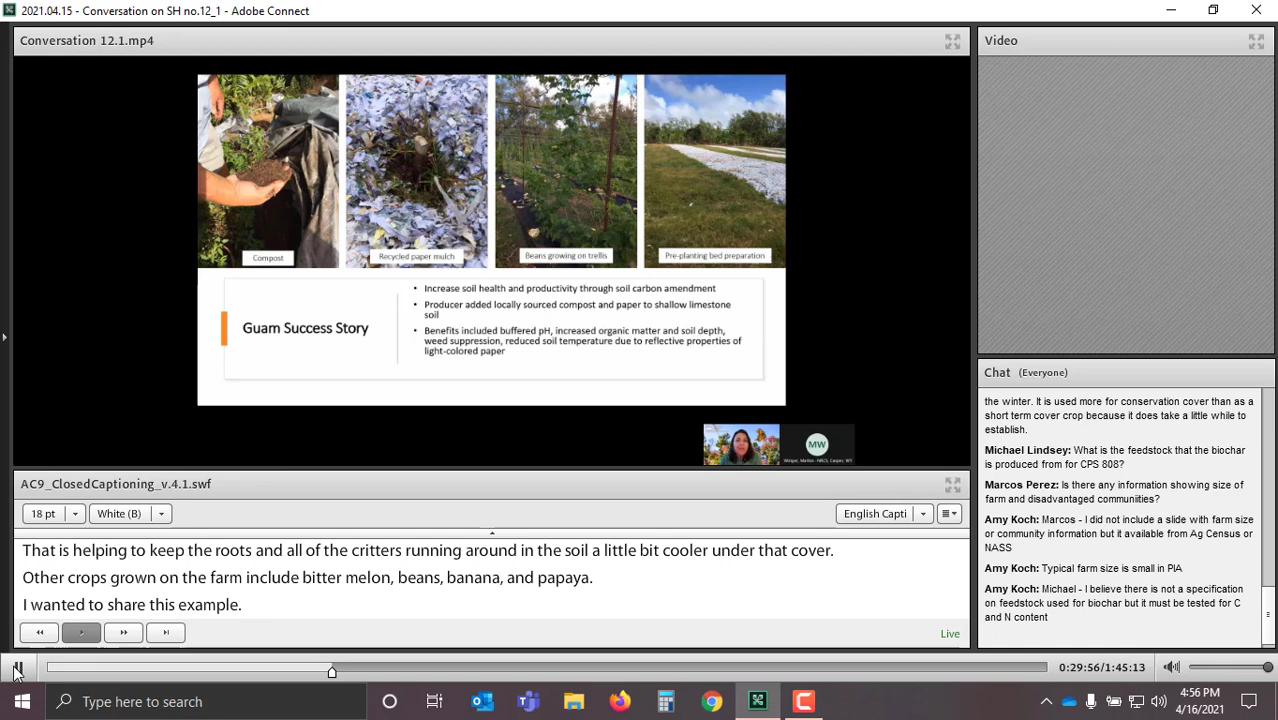 2021.04.15 - Conversation on SH no.12_1 - Adobe Connect
Conversation 12.1.mp4
Video
Compost
Recycled paper mulch
Beans growing on trellis
Pre-planting bed preparation
Guam Success Story
• Increase soil health and productivity through soil carbon amendment
• Producer added locally sourced compost and paper to shallow limestone
soil
• Benefits included buffered pH, increased organic matter and soil depth,
weed suppression, reduced soil temperature due to reflective properties of
light-colored paper
MW
Chat (Everyone)
the winter. It is used more for conservation cover than as a
short term cover crop because it does take a little while to
establish.
Michael Lindsey: What is the feedstock that the biochar
is produced from for CPS 808?
Marcos Perez: Is there any information showing size of
farm and disadvantaged communiities?
Amy Koch: Marcos - I did not include a slide with farm size
or community information but it available from Ag Census or
NASS
Amy Koch: Typical farm size is small in PIA
Amy Koch: Michael - I believe there is not a specification
on feedstock used for biochar but it must be tested for C
and N content
AC9_ClosedCaptioning_v.4.1.swf
18 pt
White (B)
English Capti
That is helping to keep the roots and all of the critters running around in the soil a little bit cooler under that cover.
Other crops grown on the farm include bitter melon, beans, banana, and papaya.
I wanted to share this example.
Live
0:29:56/1:45:13
Type here to search
4:56 PM
4/16/2021